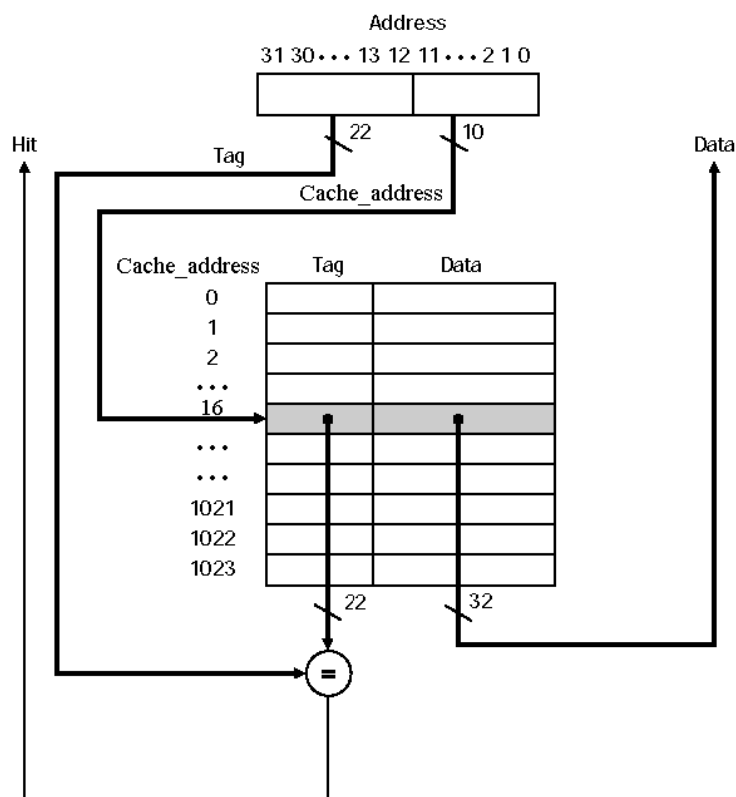 Address
31 30 ••• 13 12 11 ••• 2 1 0
22
10
Hit
Tag
Data
Cache_address
Cache_address
Tag
Data
0
1
2
•••
16
•••
•••
1021
1022
1023
22
32
=